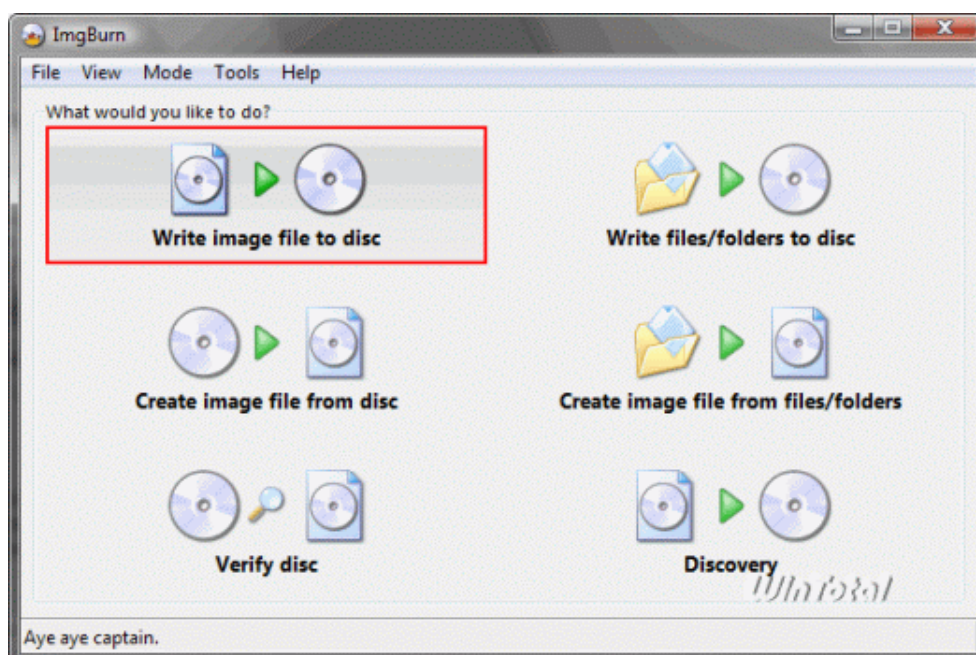 ImgBurn
File View Mode Tools Help
What would you like to do?
Write image file to disc
Write files/folders to disc
Create image file from disc
Create image file from files/folders
Verify disc
Discovery
WinTotal
Aye aye captain.